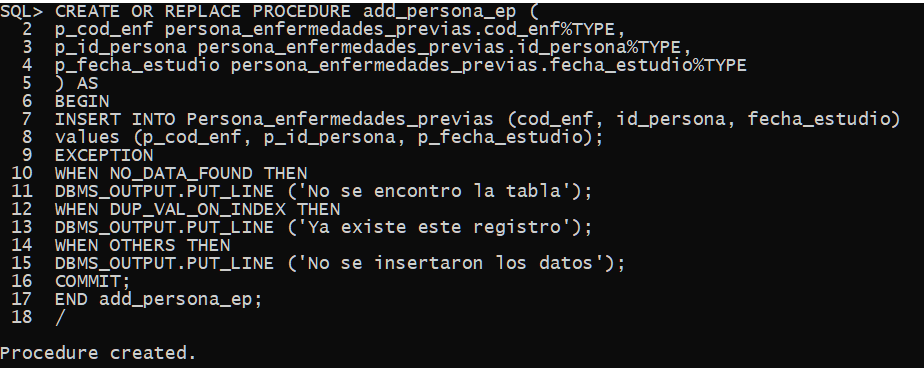 SQL> CREATE OR REPLACE PROCEDURE add_persona_ep (
2 p_cod_enf persona_enfermedades_previas.cod_enf%TYPE,
3 p_id_persona persona_enfermedades_previas.id_persona%TYPE,
4 p_fecha_estudio persona_enfermedades_previas.fecha_estudio%TYPE
5 ) AS
6 BEGIN
7 INSERT INTO Persona_enfermedades_previas (cod_enf, id_persona, fecha_estudio)
8 values (p_cod_enf, p_id_persona, p_fecha_estudio);
9 EXCEPTION
10 WHEN NO_DATA_FOUND THEN
11 DBMS_OUTPUT.PUT_LINE ('No se encontro la tabla');
12 WHEN DUP_VAL_ON_INDEX THEN
13 DBMS_OUTPUT.PUT_LINE ('Ya existe este registro');
14 WHEN OTHERS THEN
15 DBMS_OUTPUT.PUT_LINE ('No se insertaron los datos');
16 COMMIT;
17 END add_persona_ep;
18 /
Procedure created.